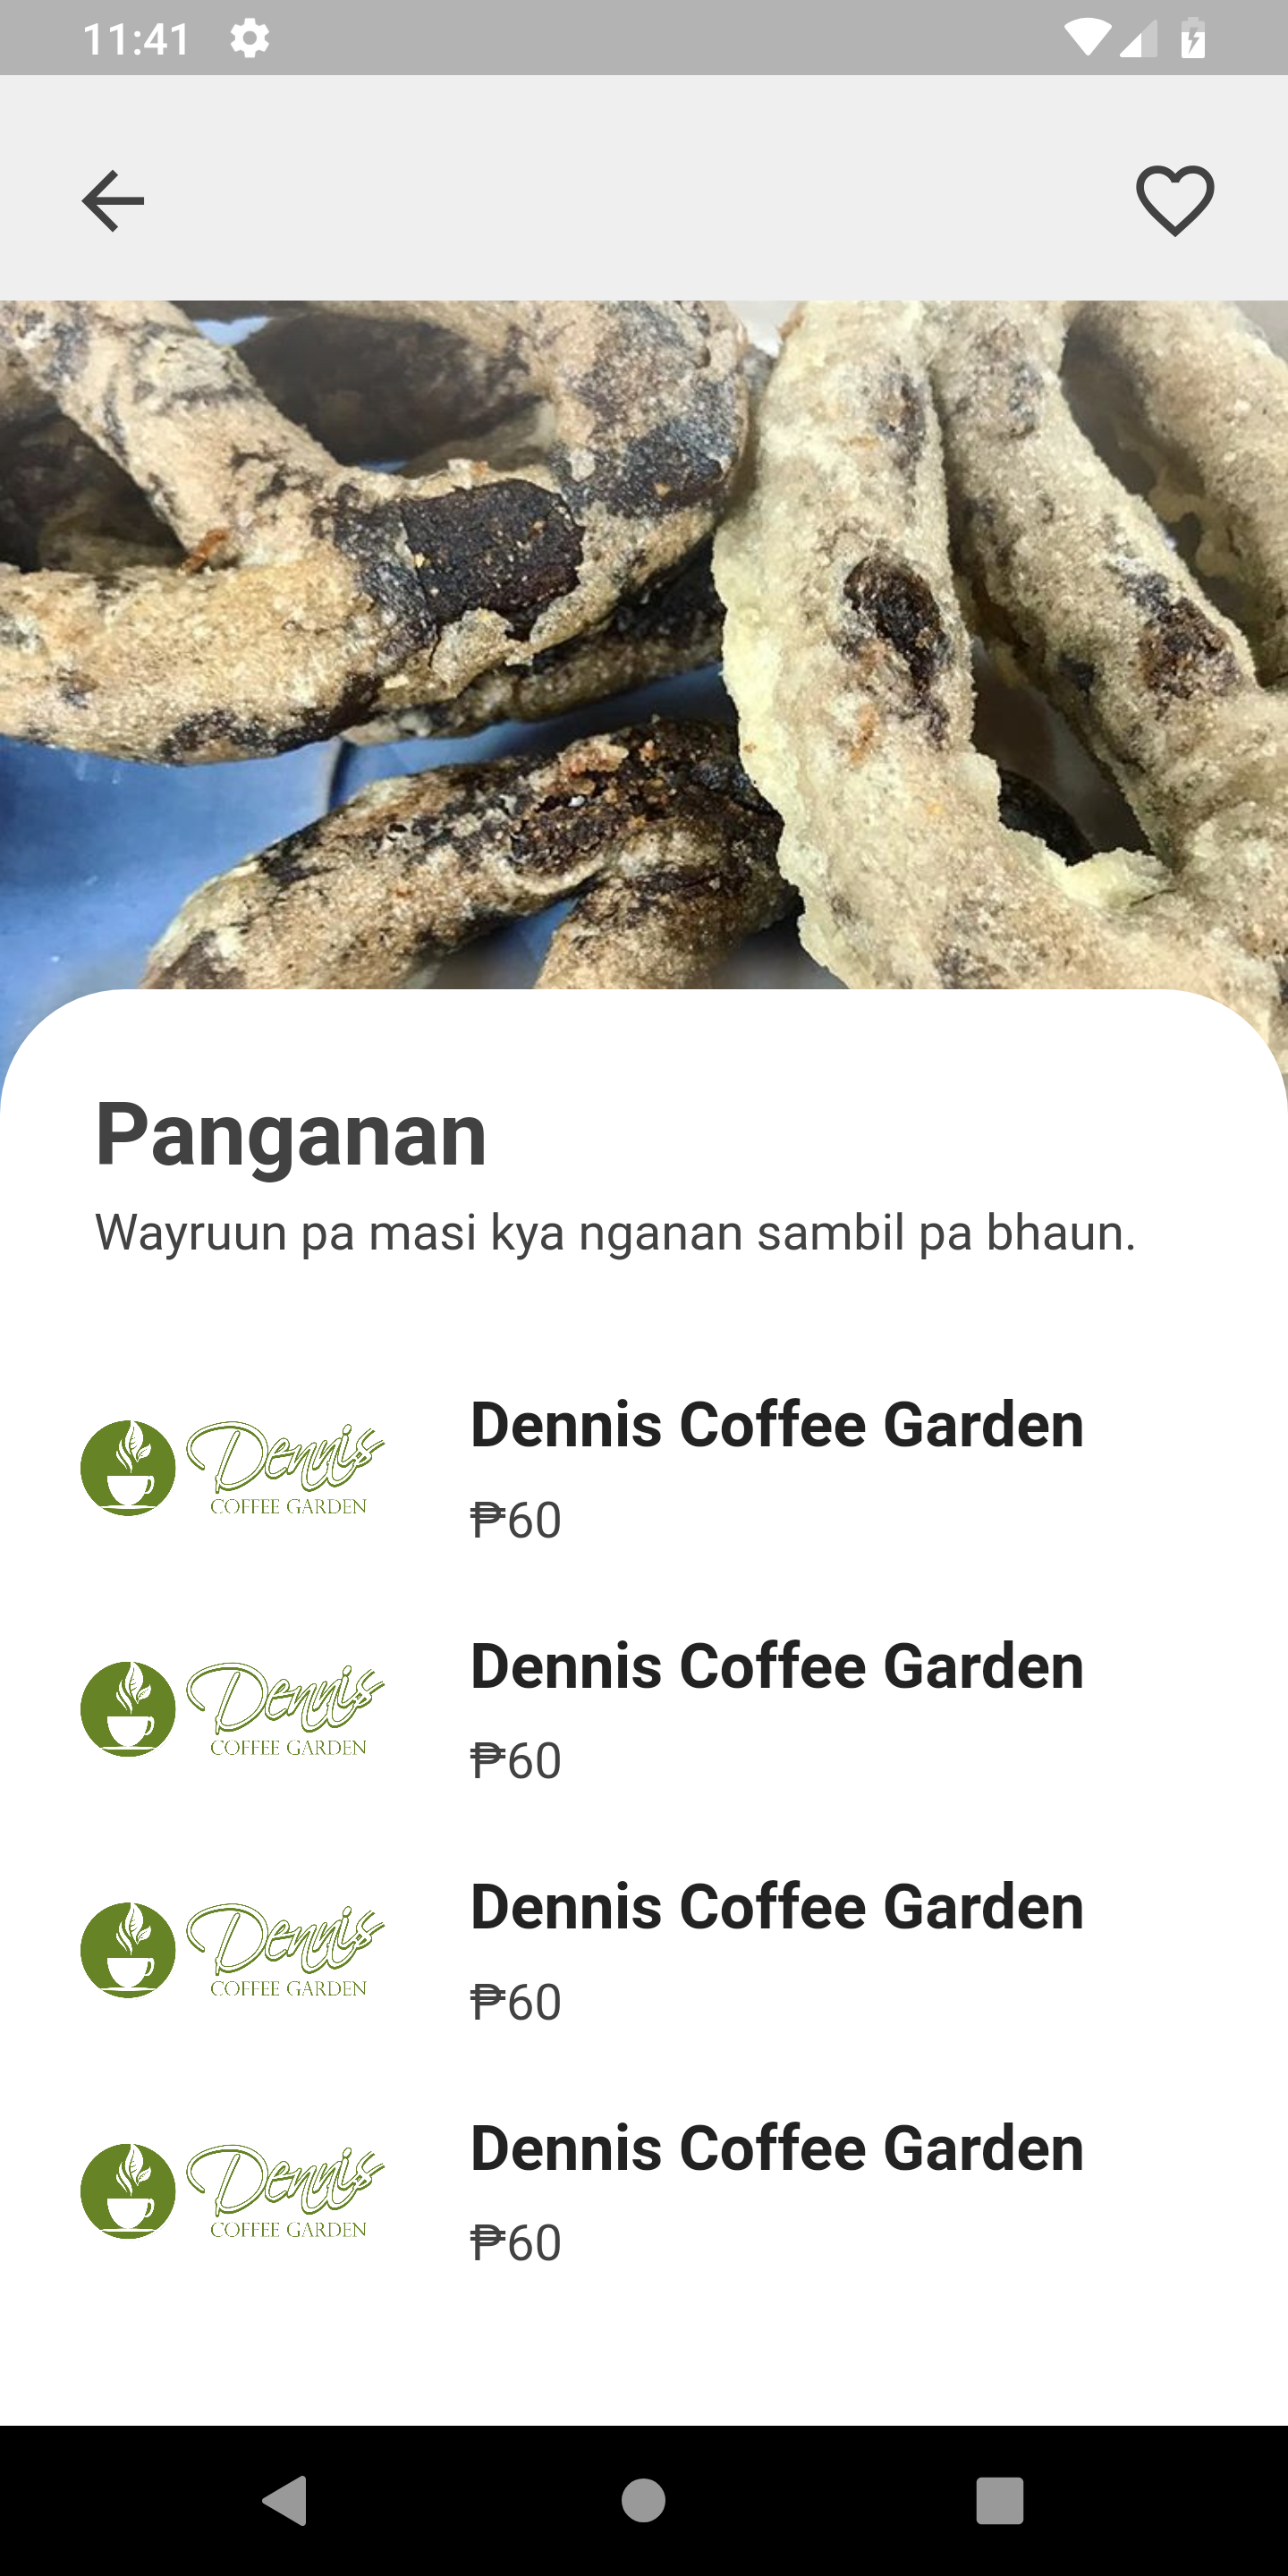 11:41
Panganan
Wayruun pa masi kya nganan sambil pa bhaun.
Dennis
COFFEE GARDEN
Dennis Coffee Garden
₱60
Dennis
COFFEE GARDEN
Dennis Coffee Garden
₱60
Dennis
COFFEE GARDEN
Dennis Coffee Garden
₱60
Dennis
COFFEE GARDEN
Dennis Coffee Garden
₱60